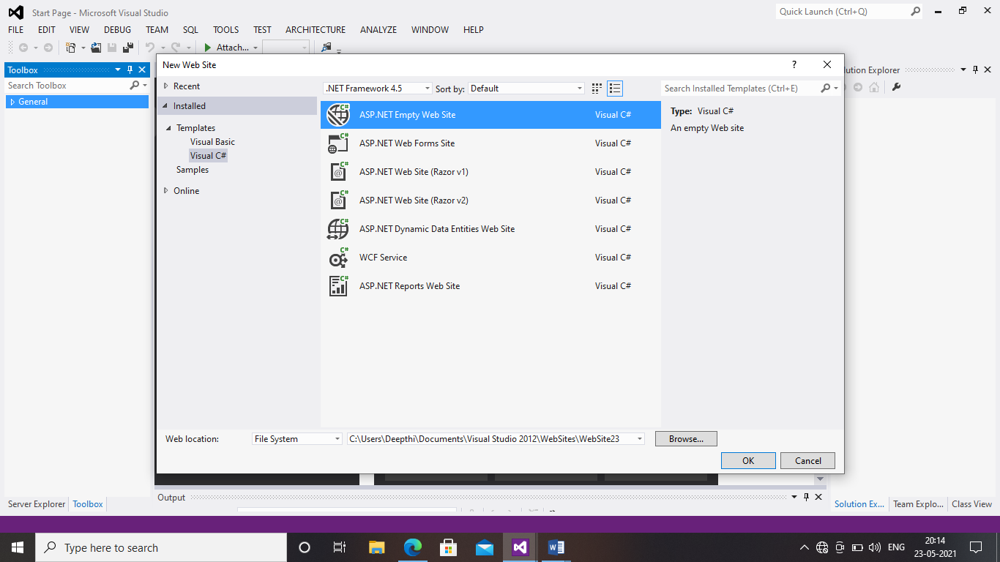 Start Page - Microsoft Visual Studio
Quick Launch (Ctrl+Q)
FILE EDIT VIEW DEBUG TEAM SQL TOOLS TEST ARCHITECTURE ANALYZE WINDOW HELP
Attach...
Toolbox
Search Toolbox
General
New Web Site
?
Recent
Installed
Templates
Visual Basic
Visual C#
Samples
Online
.NET Framework 4.5
Sort by: Default
Search Installed Templates (Ctrl+E)
ASP.NET Empty Web Site Visual C#
ASP.NET Web Forms Site Visual C#
ASP.NET Web Site (Razor v1) Visual C#
ASP.NET Web Site (Razor v2) Visual C#
ASP.NET Dynamic Data Entities Web Site Visual C#
WCF Service Visual C#
ASP.NET Reports Web Site Visual C#
Type: Visual C#
An empty Web site
Web location: File System C:\Users\Deepthi\Documents\Visual Studio 2012\WebSites\WebSite23 Browse...
OK Cancel
lution Explorer
Output
Server Explorer Toolbox
Solution Ex... Team Explo... Class View
Type here to search
ENG
20:14
23-05-2021